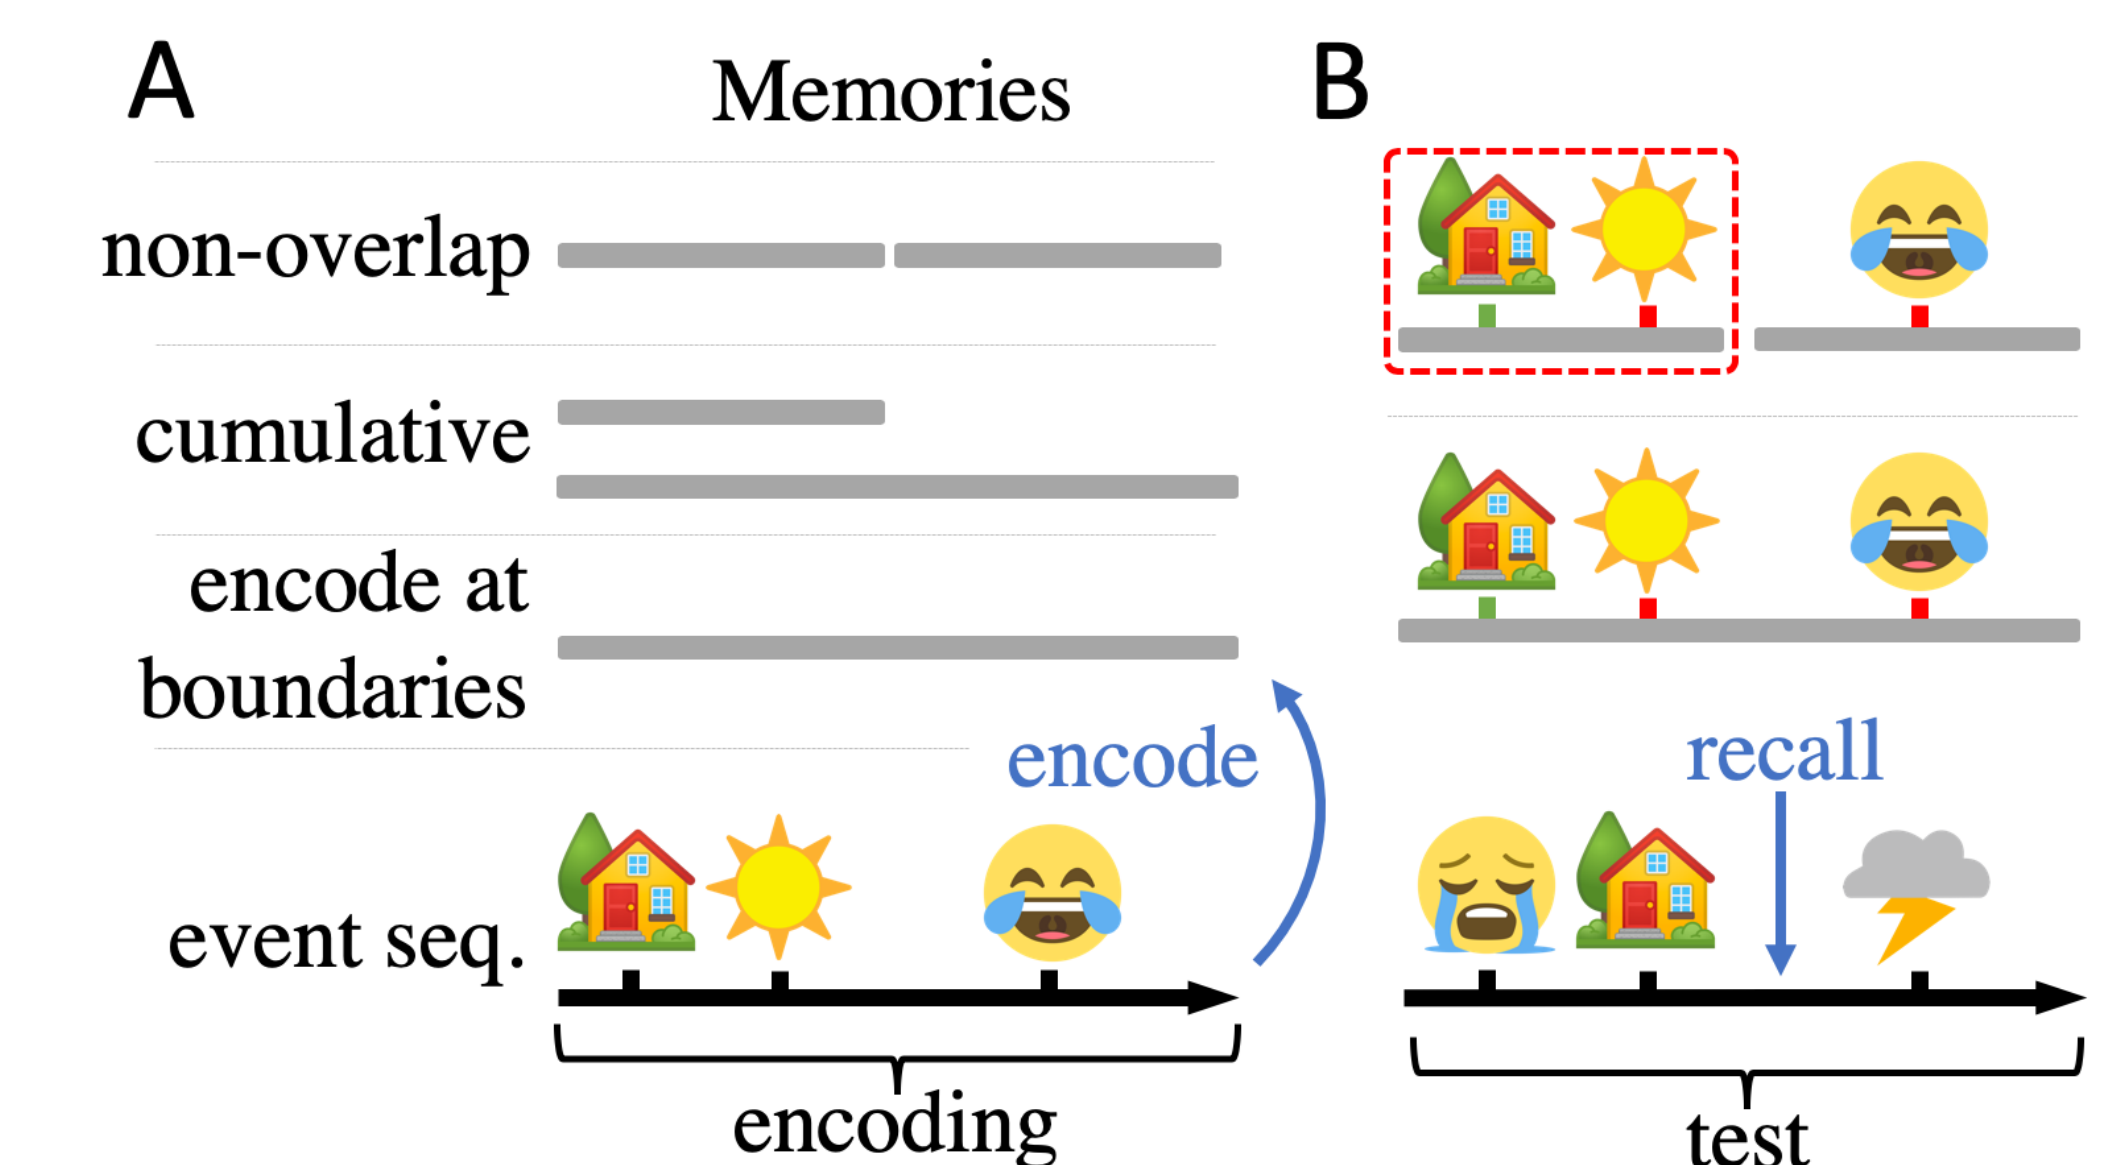 A
Memories
non-overlap
cumulative
encode at
boundaries
encode
event seq.
encoding
B
recall
test